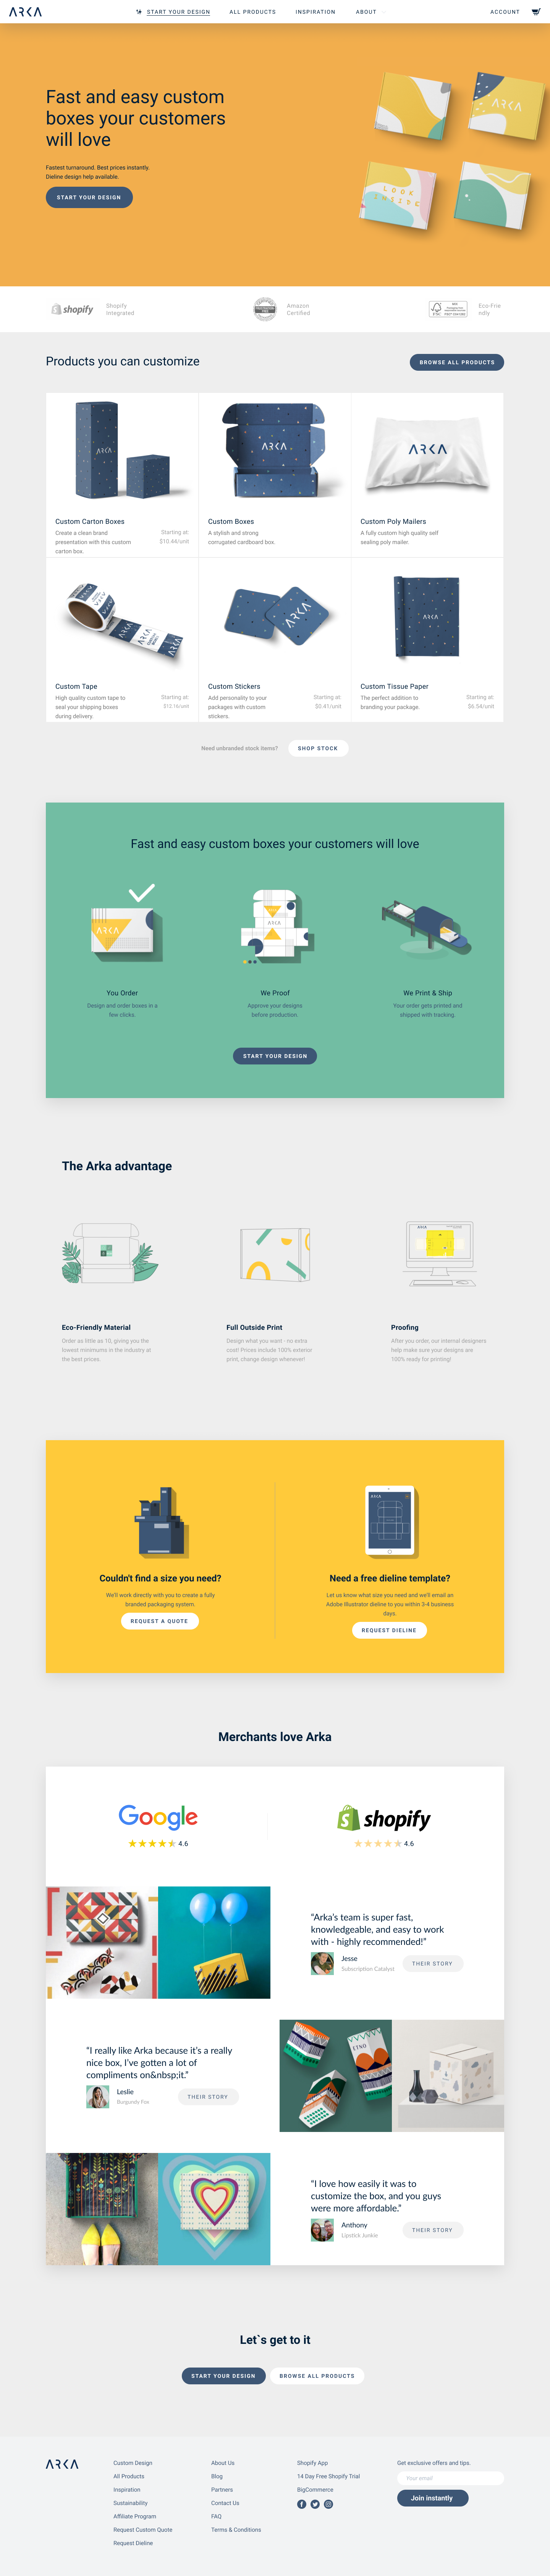 ARKA
START YOUR DESIGN
ALL PRODUCTS
INSPIRATION
ABOUT
ACCOUNT
Fast and easy custom
boxes your customers
will love
Fastest turnaround. Best prices instantly.
Dieline design help available.
START YOUR DESIGN
ARKA
LOOK
INSIDE
shopify
Shopify
Integrated
Amazon
Certified
FSC
Eco-Frie
ndly
Products you can customize
BROWSE ALL PRODUCTS
ARKA
ARKA
ARKA
Custom Carton Boxes
Create a clean brand
presentation with this custom
carton box.
Starting at:
$10.44/unit
Custom Boxes
A stylish and strong
corrugated cardboard box.
Custom Poly Mailers
A fully custom high quality self
sealing poly mailer.
ARKA
ARKA
ARKA
Custom Tape
High quality custom tape to
seal your shipping boxes
during delivery.
Starting at:
Custom Stickers
Add personality to your
packages with custom
stickers.
Starting at:
$0.41/unit
Custom Tissue Paper
The perfect addition to
branding your package.
Starting at:
$6.54/unit
Need unbranded stock items?
SHOP STOCK
Fast and easy custom boxes your customers will love
ARKA
ARKA
You Order
Design and order boxes in a
few clicks.
We Proof
Approve your designs
before production.
We Print & Ship
Your order gets printed and
shipped with tracking.
START YOUR DESIGN
The Arka advantage
ARKA
Eco-Friendly Material
Order as little as 10, giving you the
lowest minimums in the industry at
the best prices.
Full Outside Print
Design what you want - no extra
cost! Prices include 100% exterior
print, change design whenever!
Proofing
After you order, our internal designers
help make sure your designs are
100% ready for printing!
ARKA
Couldn't find a size you need?
We'll work directly with you to create a fully
branded packaging system.
REQUEST A QUOTE
Need a free dieline template?
Let us know what size you need and we'll email an
Adobe Illustrator dieline to you within 3-4 business
days.
REQUEST DIELINE
Merchants love Arka
Google
4.6
shopify
4.6
“Arka’s team is super fast,
knowledgeable, and easy to work
with - highly recommended!”
Jesse
Subscription Catalyst
THEIR STORY
“I really like Arka because it’s a really
nice box, I’ve gotten a lot of
compliments on&nbsp;it.”
Leslie
Burgundy Fox
THEIR STORY
ETNO
“I love how easily it was to
customize the box, and you guys
were more affordable.”
Anthony
Lipstick Junkie
THEIR STORY
Let`s get to it
START YOUR DESIGN
BROWSE ALL PRODUCTS
ARKA
Custom Design
All Products
Inspiration
Sustainability
Affiliate Program
Request Custom Quote
Request Dieline
About Us
Blog
Partners
Contact Us
FAQ
Terms & Conditions
Shopify App
14 Day Free Shopify Trial
BigCommerce
Get exclusive offers and tips.
Your email
Join instantly